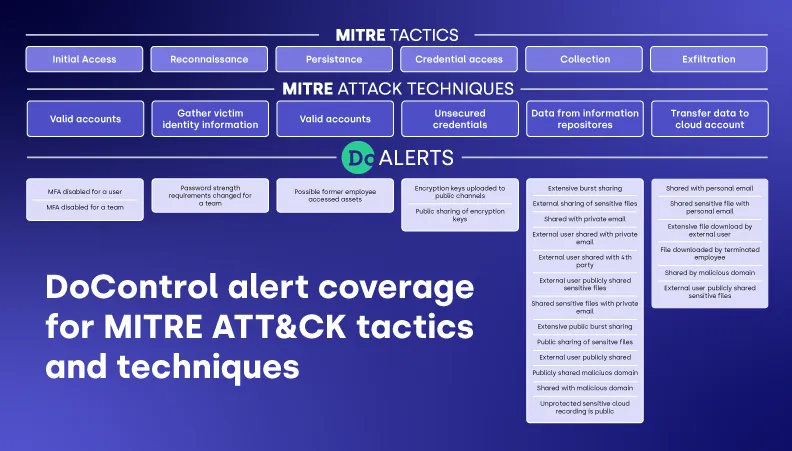 MITRE TACTICS
Initial Access
Reconnaissance
Persistance
Credential access
Collection
Exfiltration
MITRE ATTACK TECHNIQUES
Valid accounts
Gather victim
identity information
Valid accounts
Unsecured
credentials
Data from information
repositores
Transfer data to
cloud account
Do ALERTS
MFA disabled for a user
MFA disabled for a team
Password strength
requirements changed for
a team
Possible former employee
accessed assets
Encryption keys uploaded to
public channels
Public sharing of encryption
keys
Extensive burst sharing
External sharing of sensitive files
Shared with private email
External user shared with private
email
External user shared with 4th
party
External user publicly shared
sensitive files
Shared sensitive files with private
email
Extensive public burst sharing
Public sharing of sensitve files
External user publicly shared
Publicly shared maliciuos domain
Shared with malicious domain
Unprotected sensitive cloud
recording is public
Shared with personal email
Shared sensitive file with
personal email
Extensive file download by
external user
File downloaded by terminated
employee
Shared by malicious domain
External user publicly shared
sensitive files
DoControl alert coverage
for MITRE ATT&CK tactics
and techniques